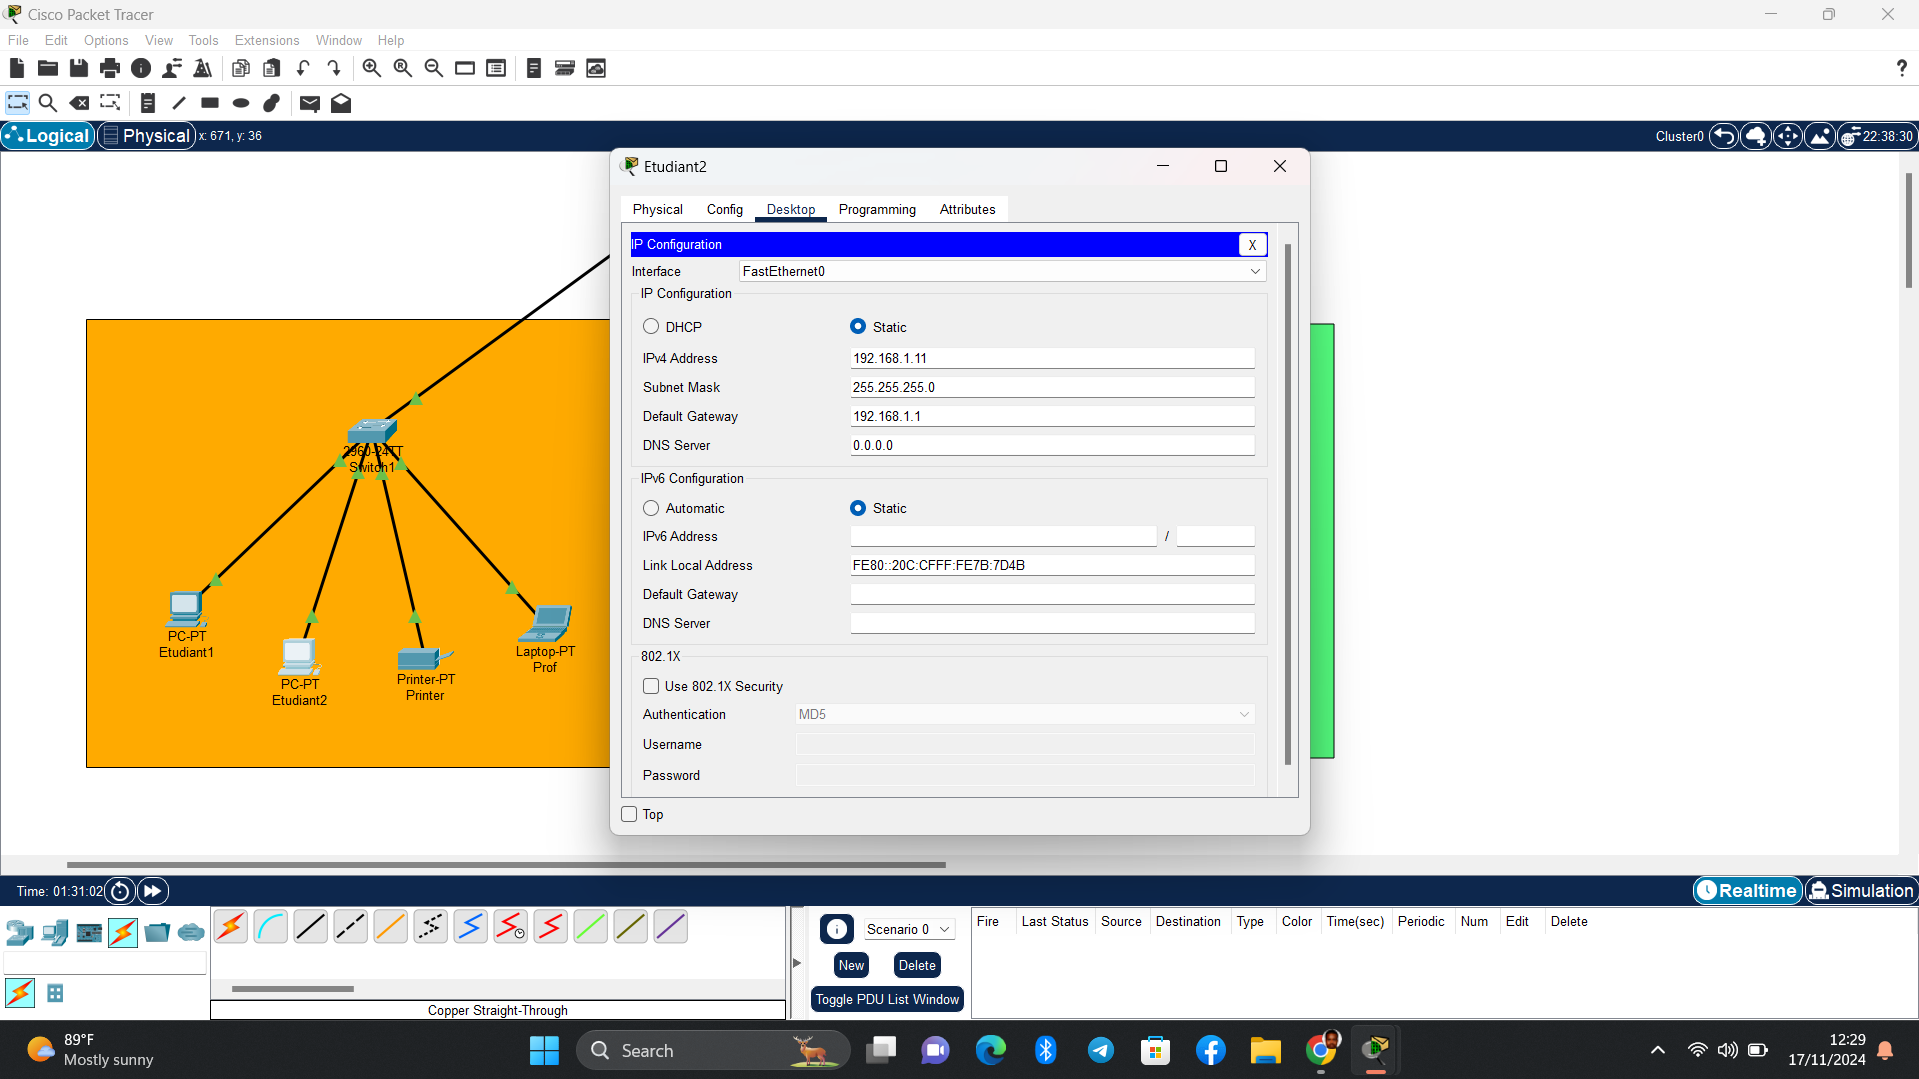 Cisco Packet Tracer
File Edit Options View Tools Extensions Window Help
?
Logical Physical x: 671, y: 36
Cluster0 22:38:30
Etudiant2
Physical Config Desktop Programming Attributes
IP Configuration X
Interface FastEthernet0
IP Configuration
DHCP Static
IPv4 Address 192.168.1.11
Subnet Mask 255.255.255.0
Default Gateway 192.168.1.1
DNS Server 0.0.0.0
IPv6 Configuration
Automatic Static
IPv6 Address /
Link Local Address FE80::20C:CFFF:FE7B:7D4B
Default Gateway
DNS Server
802.1X
Use 802.1X Security
Authentication MD5
Username
Password
Top
2960-24TT
Switch1
PC-PT
Etudiant1
PC-PT
Etudiant2
Printer-PT
Printer
Laptop-PT
Prof
Time: 01:31:02
Realtime Simulation
Scenario 0
New Delete
Toggle PDU List Window
Fire Last Status Source Destination Type Color Time(sec) Periodic Num Edit Delete
Copper Straight-Through
89°F
Mostly sunny
Search
12:29
17/11/2024